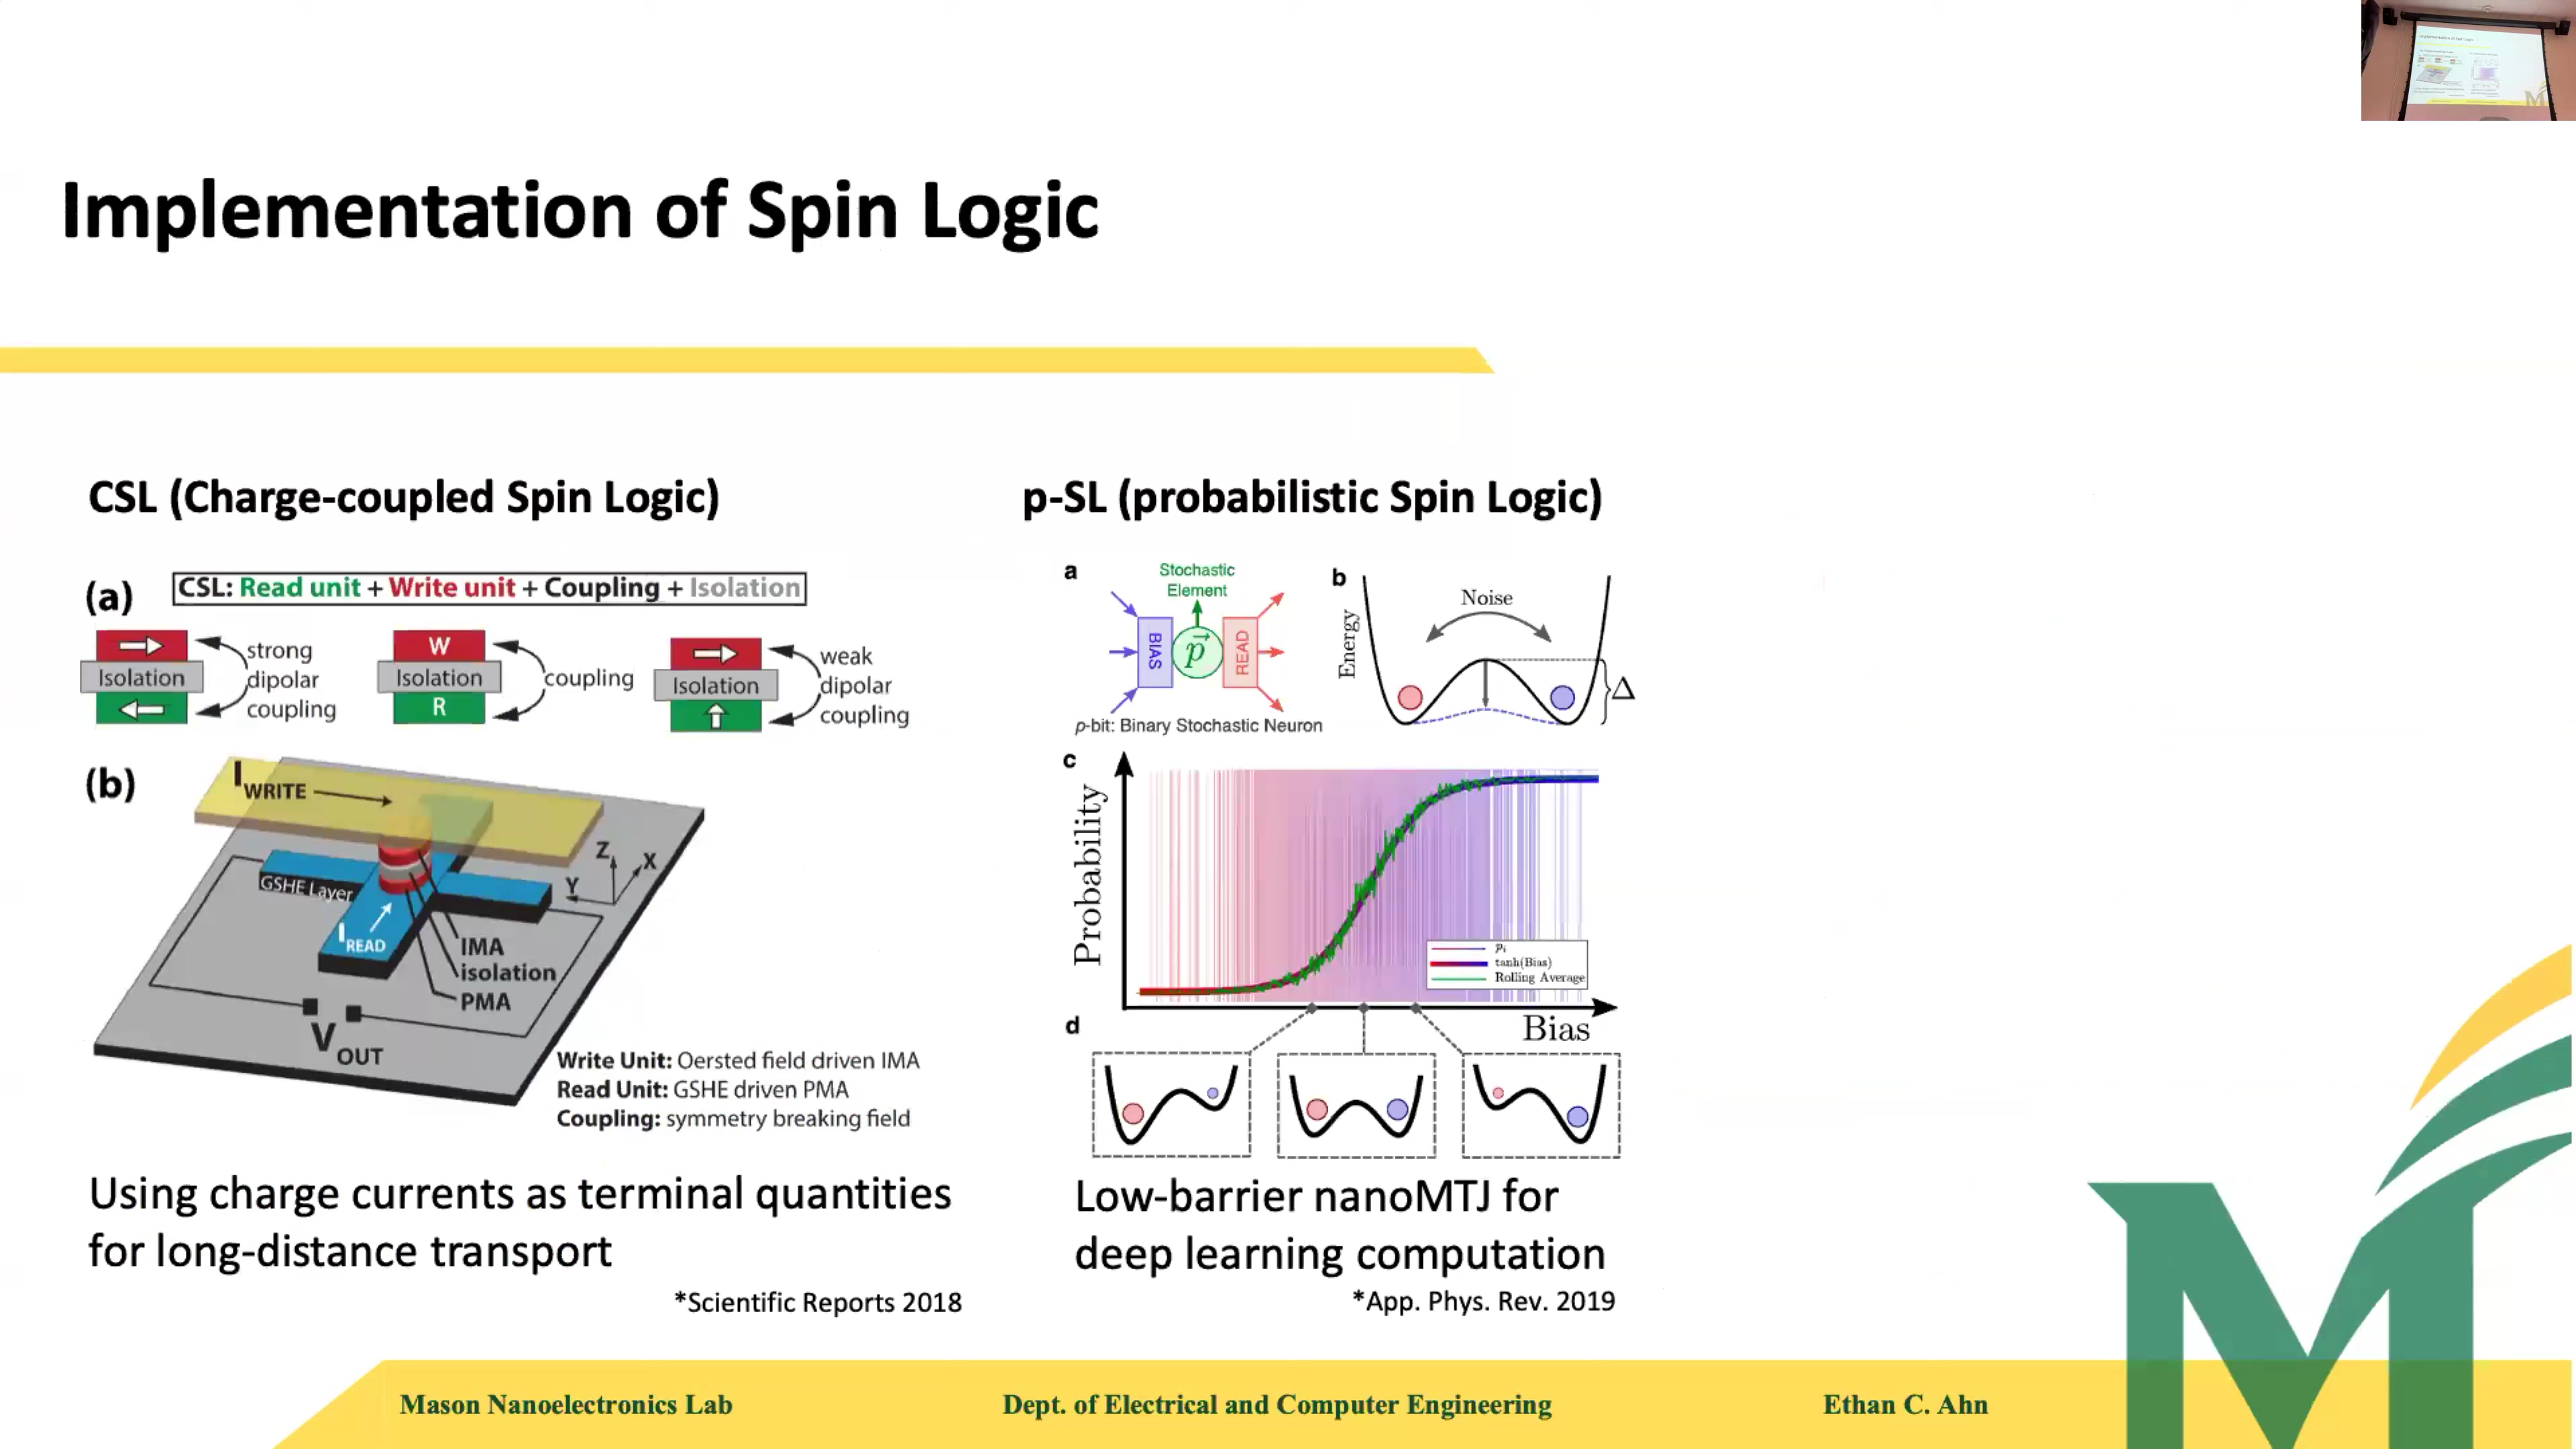 Implementation of Spin Logic
CSL (Charge-coupled Spin Logic)
(a)
CSL: Read unit + Write unit + Coupling + Isolation
Isolation
strong
dipolar
coupling
W
Isolation
R
coupling
Isolation
weak
dipolar
coupling
(b)
IWRITE
GSHE Layer
IREAD
Z
X
Y
IMA
isolation
PMA
VOUT
Write Unit: Oersted field driven IMA
Read Unit: GSHE driven PMA
Coupling: symmetry breaking field
Using charge currents as terminal quantities
for long-distance transport
*Scientific Reports 2018
p-SL (probabilistic Spin Logic)
a
Stochastic
Element
BIAS
p
READ
p-bit: Binary Stochastic Neuron
b
Energy
Noise
Δ
c
Probability
pi
tanh(Bias)
Rolling Average
Bias
d
Low-barrier nanoMTJ for
deep learning computation
*App. Phys. Rev. 2019
Mason Nanoelectronics Lab
Dept. of Electrical and Computer Engineering
Ethan C. Ahn
M